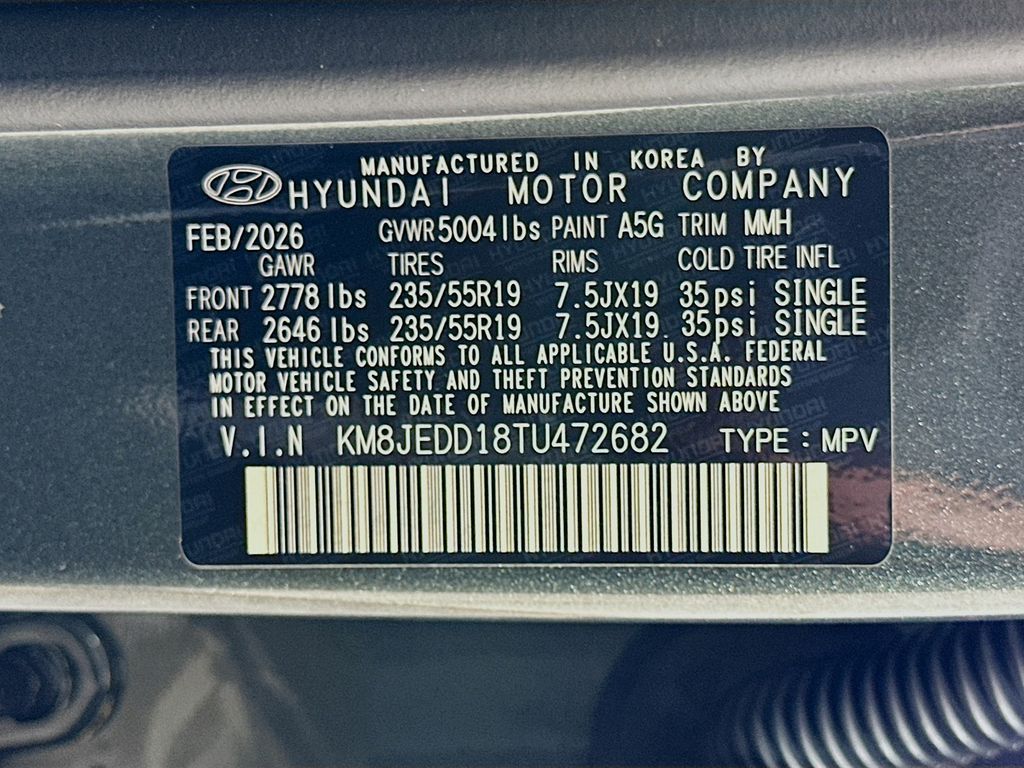 MANUFACTURED IN KOREA BY
HYUNDAI MOTOR COMPANY
FEB/2026 GVWR 5004lbs PAINT A5G TRIM MMH
GAWR TIRES RIMS COLD TIRE INFL
FRONT 2778 lbs 235/55R19 7.5JX19 35psi SINGLE
REAR 2646 lbs 235/55R19 7.5JX19 35psi SINGLE
THIS VEHICLE CONFORMS TO ALL APPLICABLE U.S.A. FEDERAL
MOTOR VEHICLE SAFETY AND THEFT PREVENTION STANDARDS
IN EFFECT ON THE DATE OF MANUFACTURE SHOWN ABOVE
V.I.N KM8JEDD18TU472682 TYPE : MPV